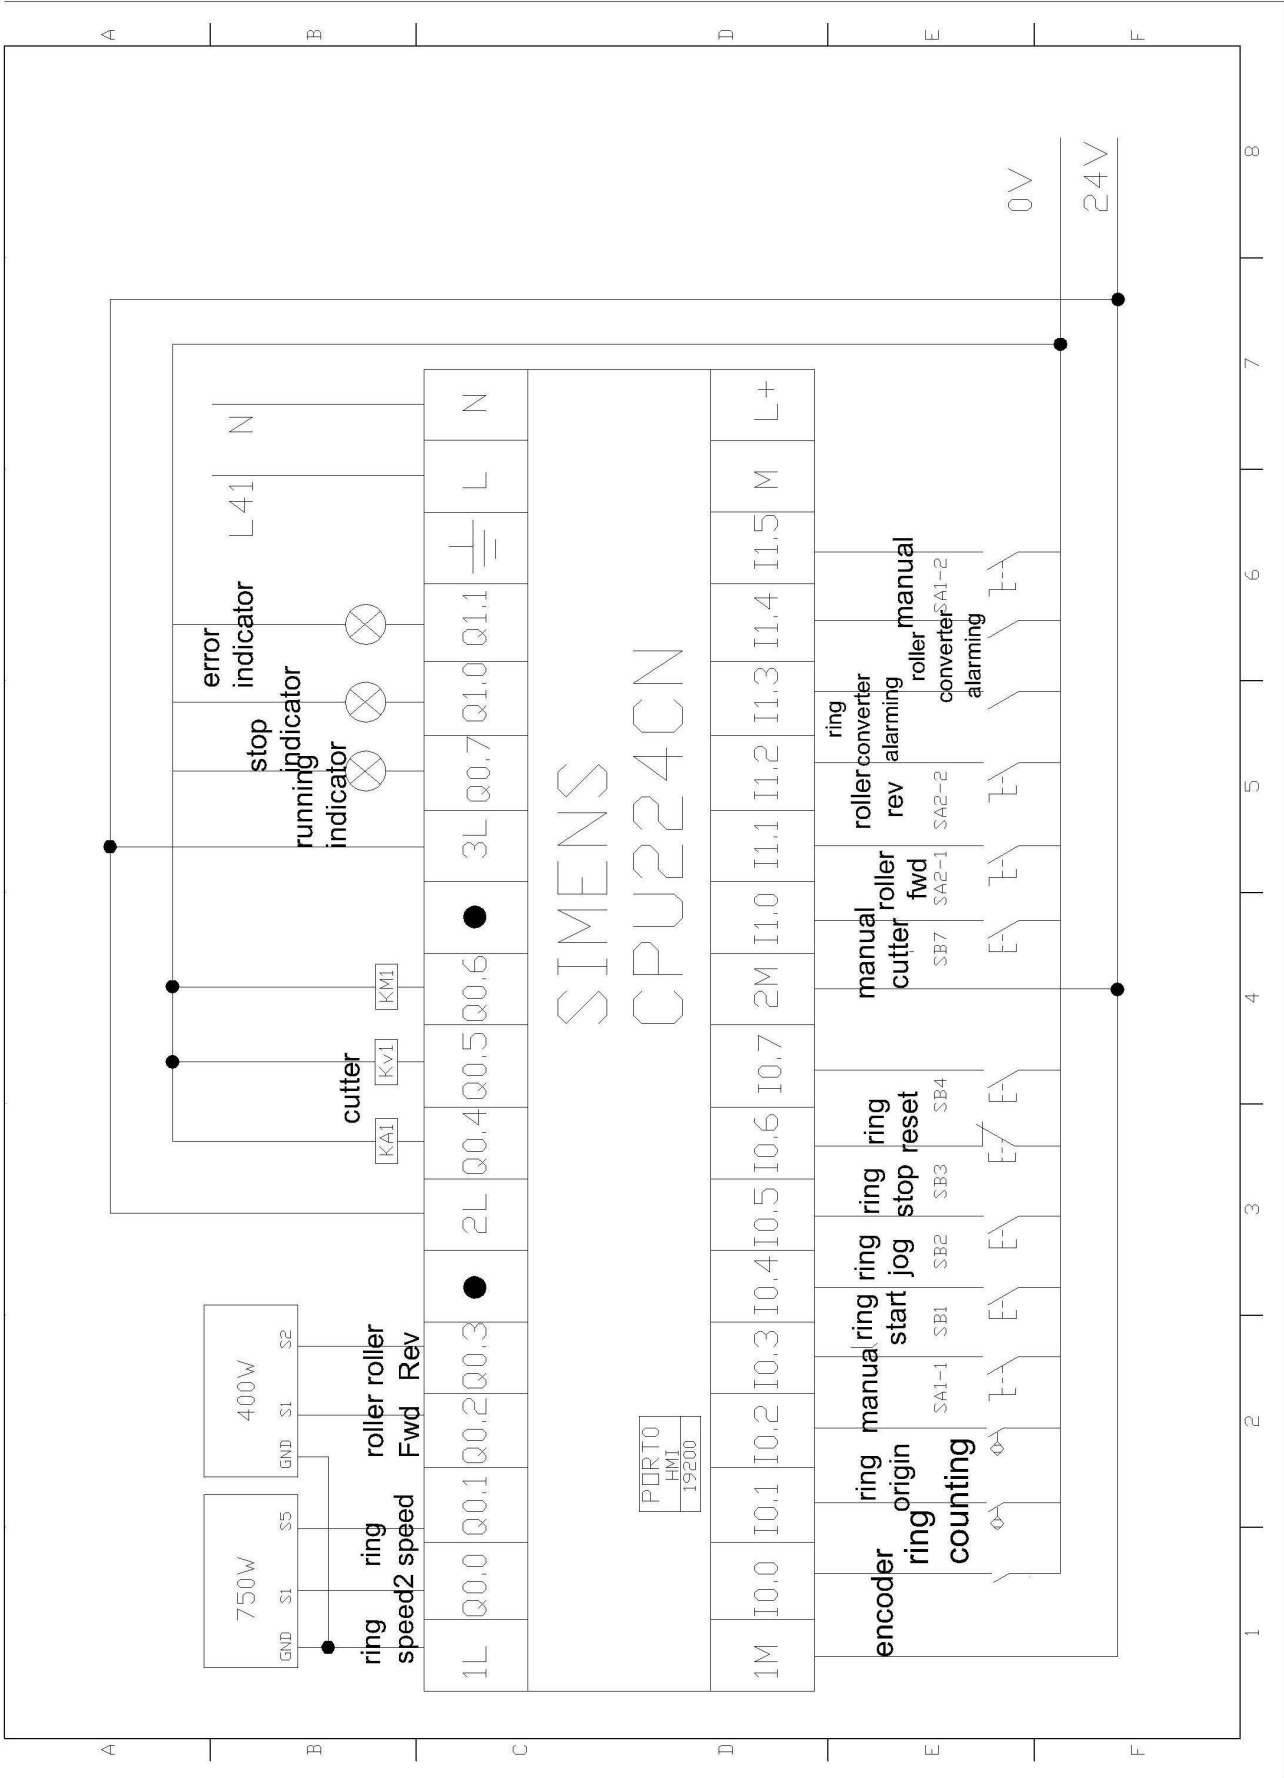 A A
750W 400W
GND S1 S5 GND S1 S2
L41 N
error
indicator
stop
indicator
running
indicator
B B
cutter
KA1 Kv1 KM1
ring
speed2
ring
speed
roller
Fwd
roller
Rev
1L Q0.0 Q0.1 Q0.2 Q0.3 2L Q0.4 Q0.5 Q0.6 3L Q0.7 Q1.0 Q1.1 L N
C
SIMENS
CPU224CN
PORT0
HMI
19200
D D
1M I0.0 I0.1 I0.2 I0.3 I0.4 I0.5 I0.6 I0.7 2M I1.0 I1.1 I1.2 I1.3 I1.4 I1.5 M L+
encoder
ring
counting
ring
origin
manual
SA1-1
ring
start
SB1
ring
jog
SB2
ring
stop
SB3
ring
reset
SB4
manual
cutter
SB7
roller
fwd
SA2-1
roller
rev
SA2-2
ring
converter
alarming
roller
converter
alarming
manual
SA1-2
E E
0V
24V
F F
1 2 3 4 5 6 7 8